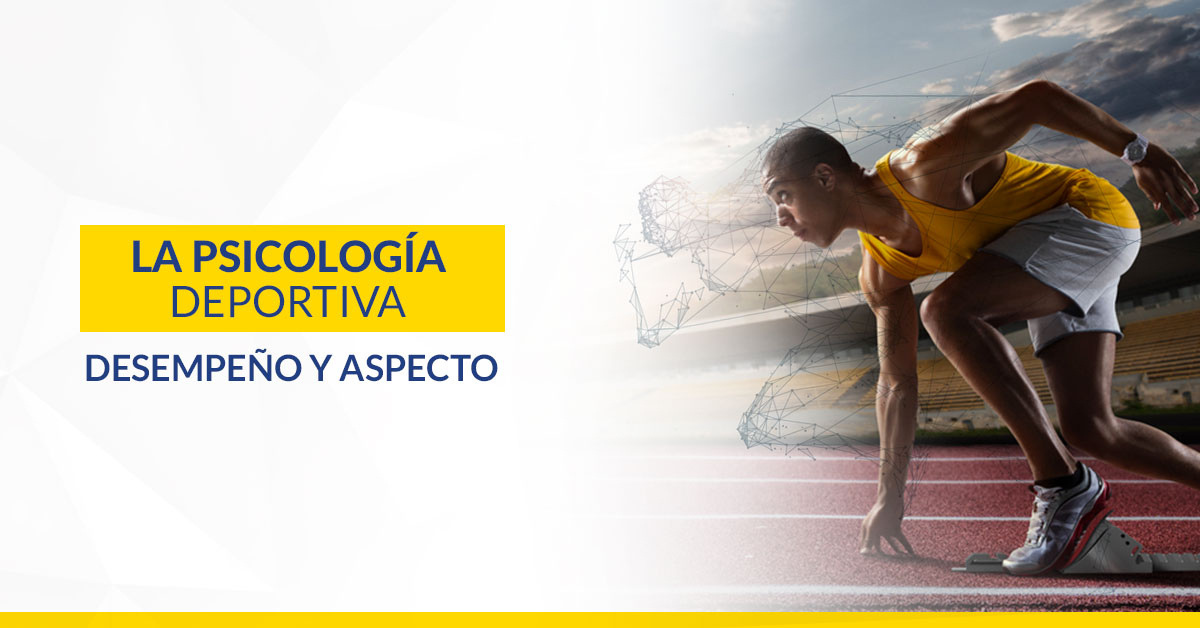 LA PSICOLOGÍA
DEPORTIVA
DESEMPEÑO Y ASPECTO